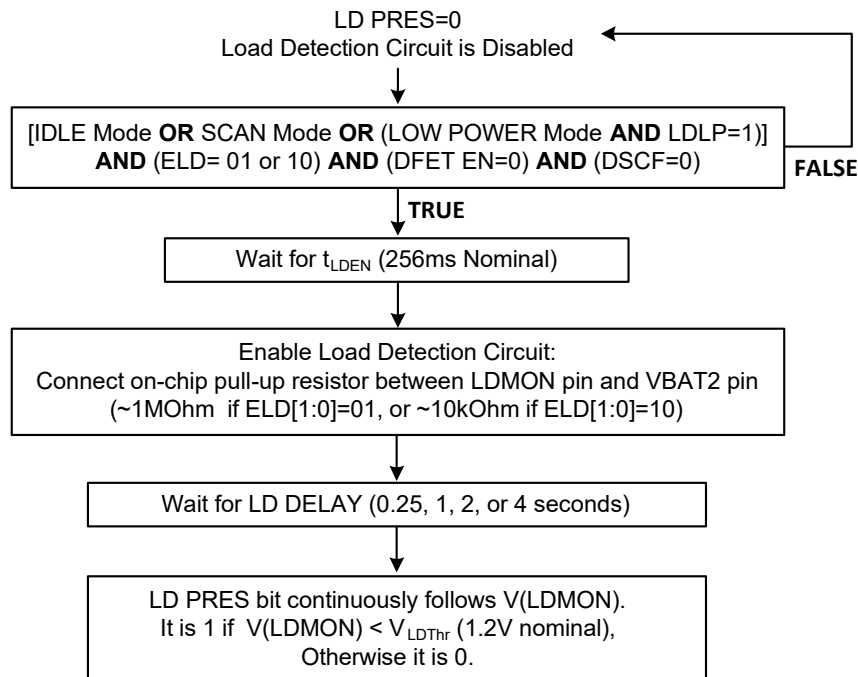 LD PRES=0
Load Detection Circuit is Disabled
[IDLE Mode OR SCAN Mode OR (LOW POWER Mode AND LDLP=1)]
AND (ELD= 01 or 10) AND (DFET EN=0) AND (DSCF=0)
FALSE
TRUE
Wait for tLDEN (256ms Nominal)
Enable Load Detection Circuit:
Connect on-chip pull-up resistor between LDMON pin and VBAT2 pin
(~1MOhm if ELD[1:0]=01, or ~10kOhm if ELD[1:0]=10)
Wait for LD DELAY (0.25, 1, 2, or 4 seconds)
LD PRES bit continuously follows V(LDMON).
It is 1 if V(LDMON) < VLDThr (1.2V nominal),
Otherwise it is 0.